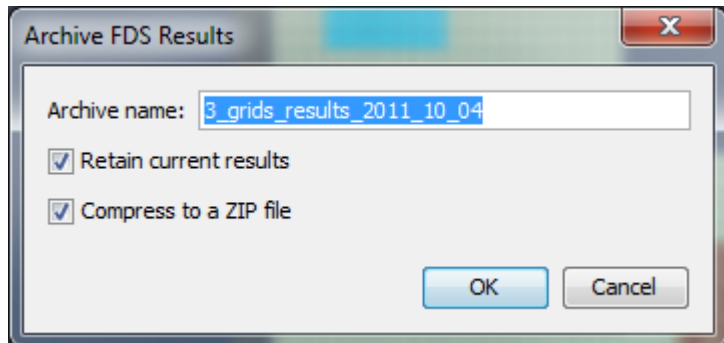 Archive FDS Results
Archive name: 3_grids_results_2011_10_04
Retain current results
Compress to a ZIP file
OK Cancel